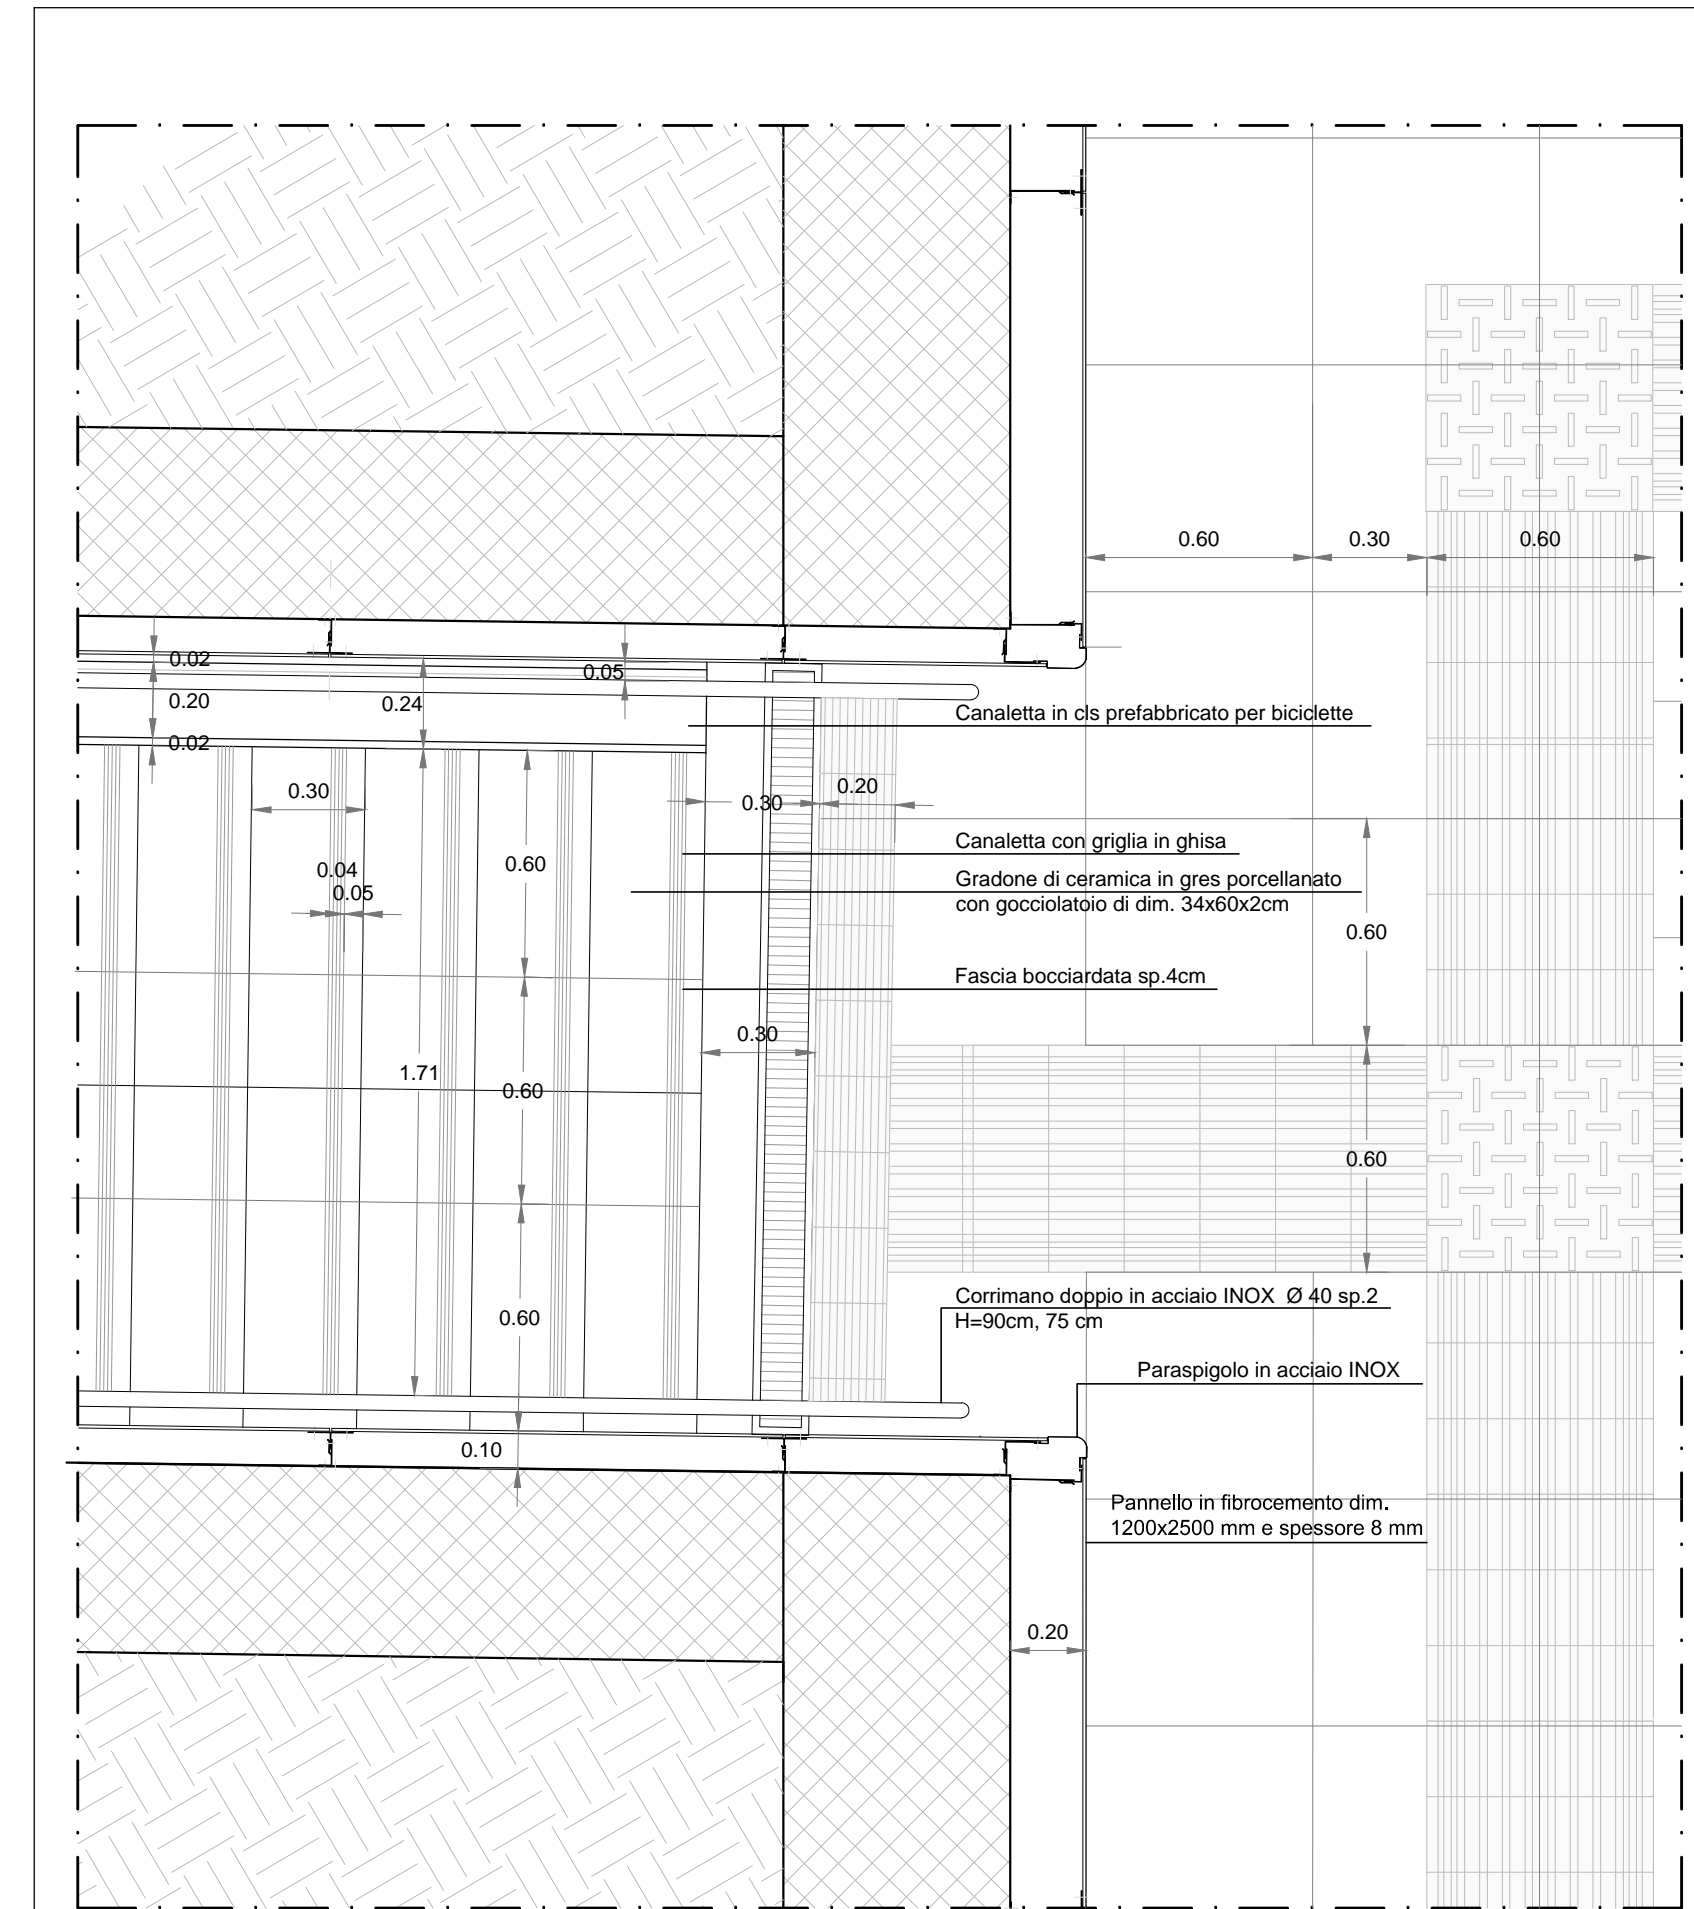 0.60 0.30 0.60
0.02
0.05
0.20
0.24
0.02
Canaletta in cls prefabbricato per biciclette
0.30
0.30
0.20
Canaletta con griglia in ghisa
0.60
0.04
0.05
Gradone di ceramica in gres porcellanato
con gocciolatoio di dim. 34x60x2cm
0.60
Fascia bocciardata sp.4cm
0.30
1.71
0.60
0.60
Corrimano doppio in acciaio INOX Ø 40 sp.2
H=90cm, 75 cm
0.60
Paraspigolo in acciaio INOX
0.10
Pannello in fibrocemento dim.
1200x2500 mm e spessore 8 mm
0.20